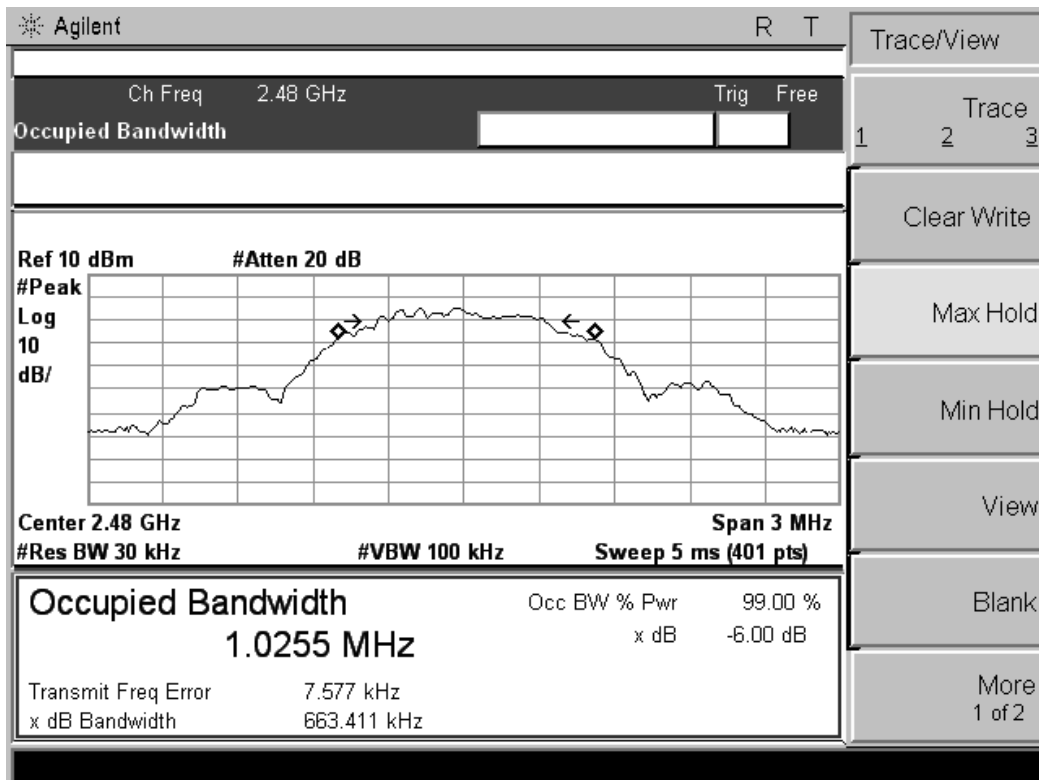 Agilent R T
Ch Freq 2.48 GHz Trig Free
Occupied Bandwidth
Ref 10 dBm #Atten 20 dB
#Peak
Log
10
dB/
Center 2.48 GHz Span 3 MHz
#Res BW 30 kHz #VBW 100 kHz Sweep 5 ms (401 pts)
Occupied Bandwidth
1.0255 MHz
Occ BW % Pwr 99.00 %
x dB -6.00 dB
Transmit Freq Error 7.577 kHz
x dB Bandwidth 663.411 kHz
Trace/View
Trace
1 2 3
Clear Write
Max Hold
Min Hold
View
Blank
More
1 of 2